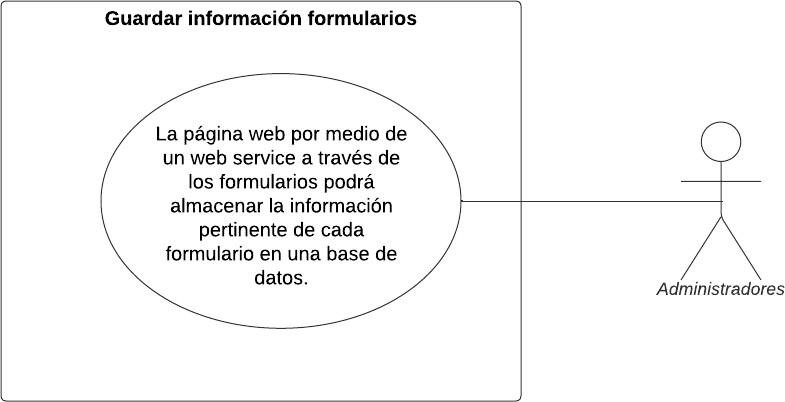 Guardar información formularios
La página web por medio de
un web service a través de
los formularios podrá
almacenar la información
pertinente de cada
formulario en una base de
datos.
Administradores